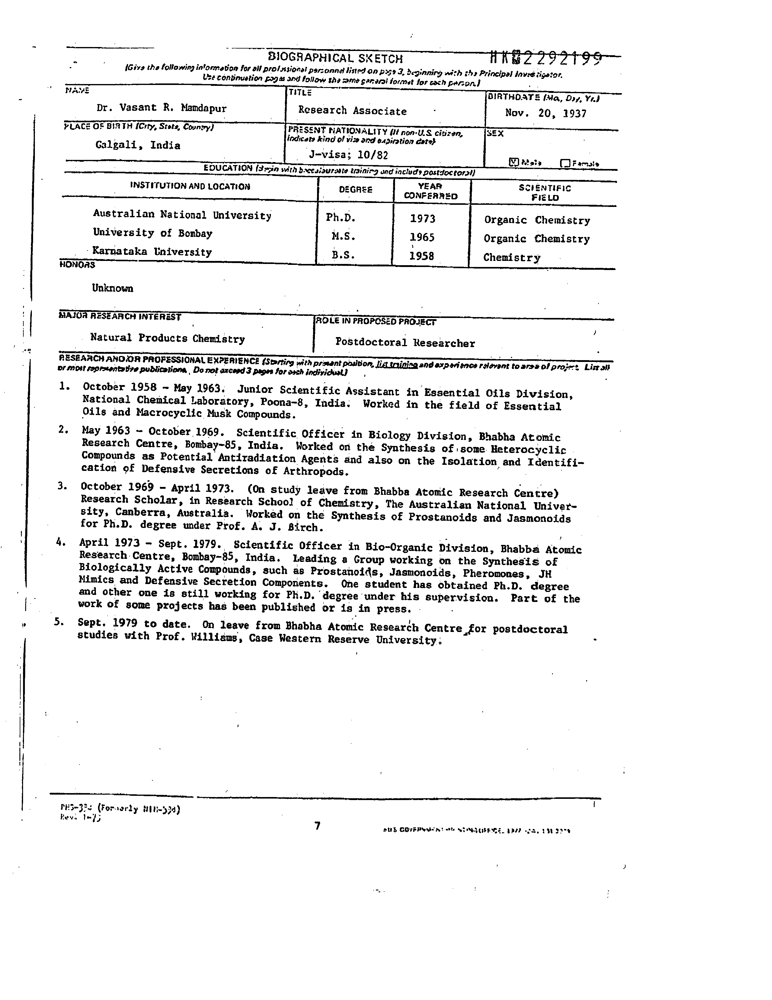 BIOGRAPHICAL SKETCH
(Give the following information for all professional personnel listed on page 3, beginning with the Principal Investigator.
Use continuation pages and follow the same general format for each person.)
NAME
Dr. Vasant R. Mamdapur
TITLE
Research Associate
BIRTHDATE (Mo., Day, Yr.)
Nov. 20, 1937
PLACE OF BIRTH (City, State, Country)
Galgali, India
PRESENT NATIONALITY (If non-U.S. citizen,
indicate kind of visa and expiration date)
J-visa; 10/82
SEX
Male Female
EDUCATION (Begin with baccalaureate training and include postdoctoral)
INSTITUTION AND LOCATION DEGREE YEAR CONFERRED SCIENTIFIC FIELD
Australian National University Ph.D. 1973 Organic Chemistry
University of Bombay M.S. 1965 Organic Chemistry
Karnataka University B.S. 1958 Chemistry
HONORS
Unknown
MAJOR RESEARCH INTEREST
Natural Products Chemistry
ROLE IN PROPOSED PROJECT
Postdoctoral Researcher
RESEARCH AND/OR PROFESSIONAL EXPERIENCE (Starting with present position, list training and experience relevant to area of project. List all
or most representative publications. Do not exceed 3 pages for each individual.)
1. October 1958 - May 1963. Junior Scientific Assistant in Essential Oils Division,
National Chemical Laboratory, Poona-8, India. Worked in the field of Essential
Oils and Macrocyclic Musk Compounds.
2. May 1963 - October 1969. Scientific Officer in Biology Division, Bhabha Atomic
Research Centre, Bombay-85, India. Worked on the Synthesis of some Heterocyclic
Compounds as Potential Antiradiation Agents and also on the Isolation and Identifi-
cation of Defensive Secretions of Arthropods.
3. October 1969 - April 1973. (On study leave from Bhabba Atomic Research Centre)
Research Scholar, in Research School of Chemistry, The Australian National Univer-
sity, Canberra, Australia. Worked on the Synthesis of Prostanoids and Jasmonoids
for Ph.D. degree under Prof. A. J. Birch.
4. April 1973 - Sept. 1979. Scientific Officer in Bio-Organic Division, Bhabba Atomic
Research Centre, Bombay-85, India. Leading a Group working on the Synthesis of
Biologically Active Compounds, such as Prostanoids, Jasmonoids, Pheromones, JH
Mimics and Defensive Secretion Components. One student has obtained Ph.D. degree
and other one is still working for Ph.D. degree under his supervision. Part of the
work of some projects has been published or is in press.
5. Sept. 1979 to date. On leave from Bhabha Atomic Research Centre for postdoctoral
studies with Prof. Williams, Case Western Reserve University.
(Formerly
Rev.
7